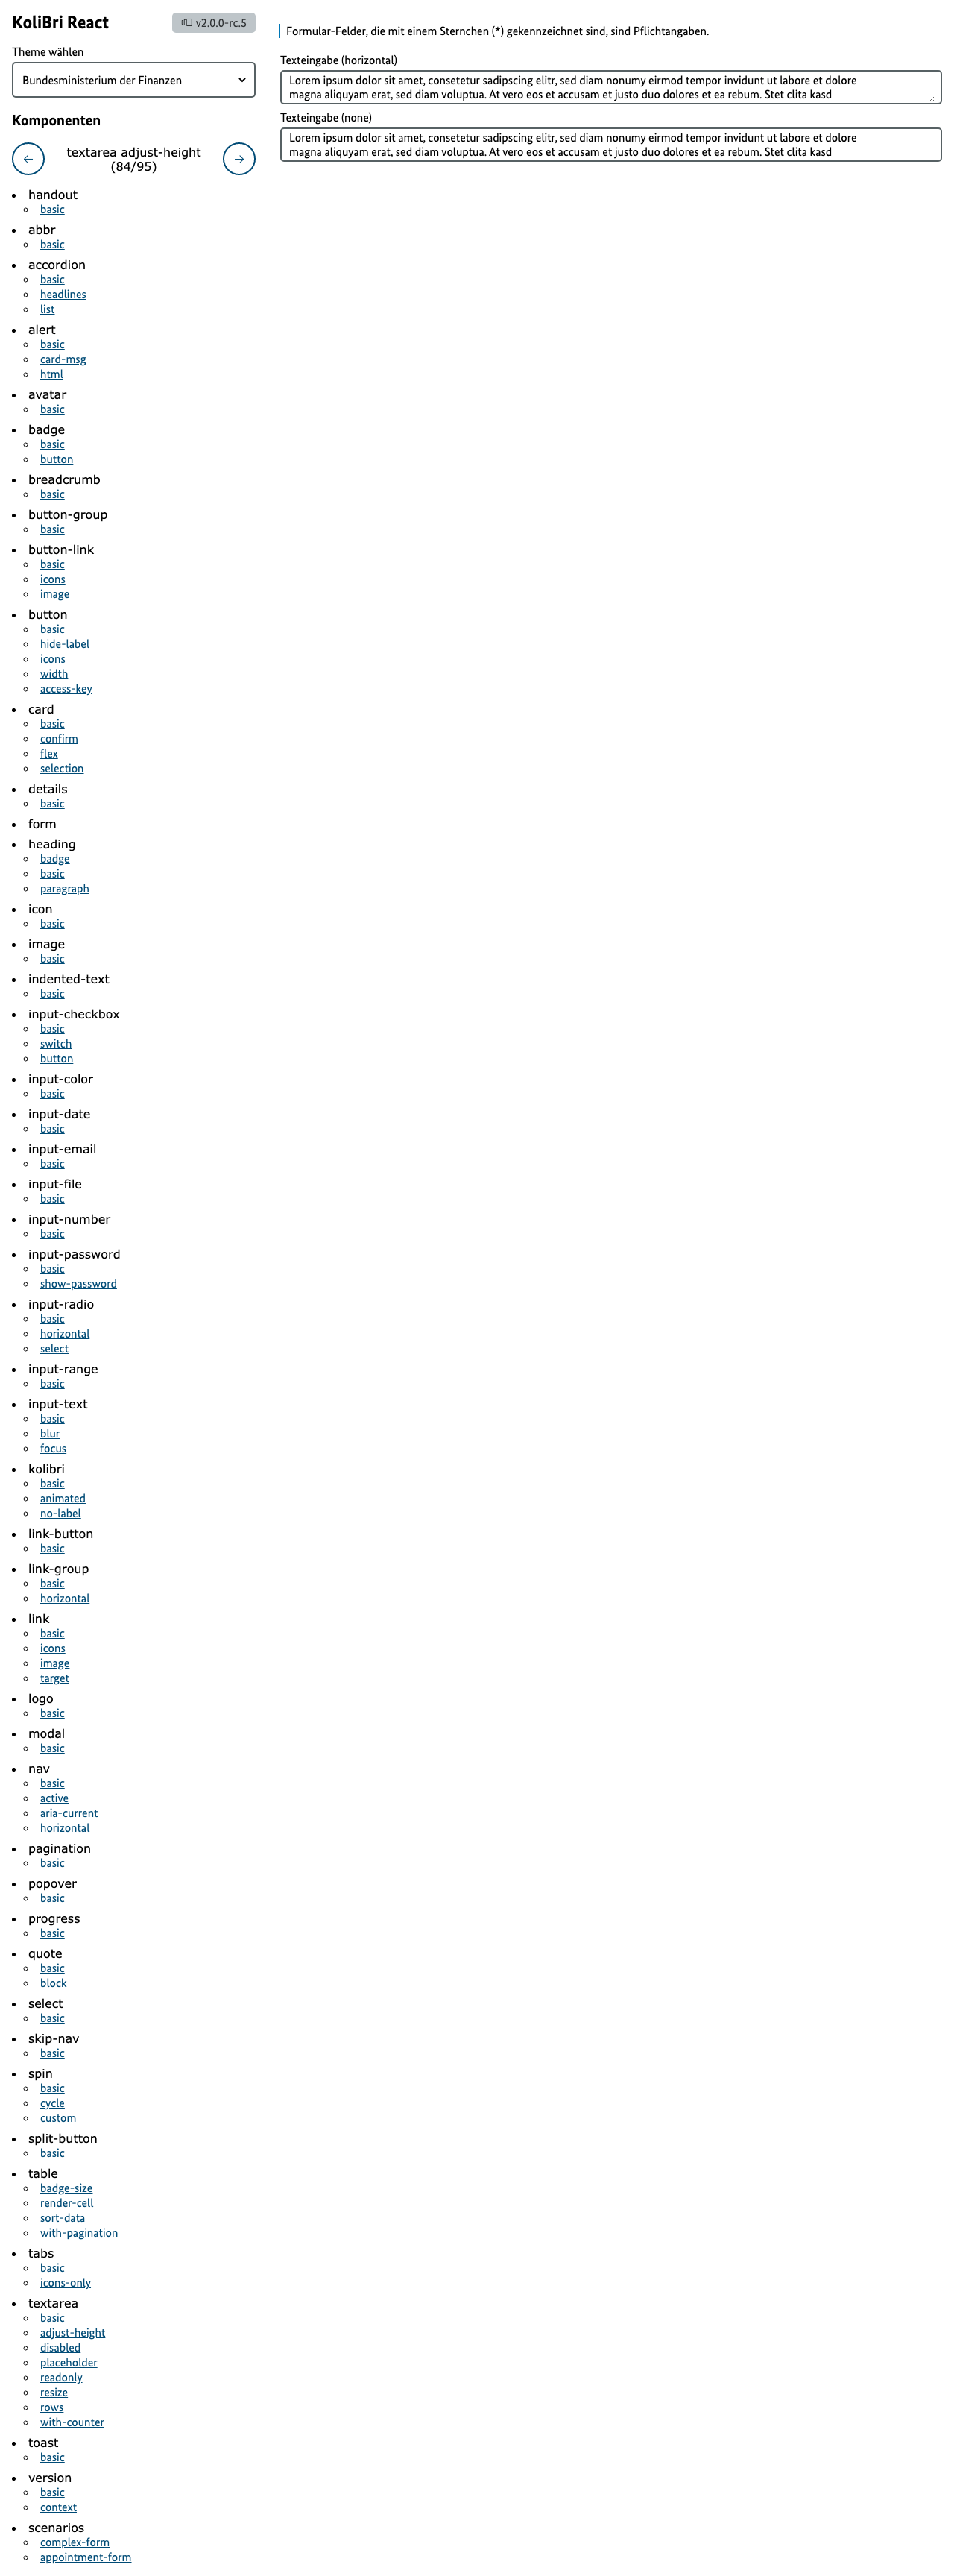 KoliBri React
v2.0.0-rc.5
Theme wählen
Bundesministerium der Finanzen
Komponenten
textarea adjust-height
(84/95)
handout
basic
abbr
basic
accordion
basic
headlines
list
alert
basic
card-msg
html
avatar
basic
badge
basic
button
breadcrumb
basic
button-group
basic
button-link
basic
icons
image
button
basic
hide-label
icons
width
access-key
card
basic
confirm
flex
selection
details
basic
form
heading
badge
basic
paragraph
icon
basic
image
basic
indented-text
basic
input-checkbox
basic
switch
button
input-color
basic
input-date
basic
input-email
basic
input-file
basic
input-number
basic
input-password
basic
show-password
input-radio
basic
horizontal
select
input-range
basic
input-text
basic
blur
focus
kolibri
basic
animated
no-label
link-button
basic
link-group
basic
horizontal
link
basic
icons
image
target
logo
basic
modal
basic
nav
basic
active
aria-current
horizontal
pagination
basic
popover
basic
progress
basic
quote
basic
block
select
basic
skip-nav
basic
spin
basic
cycle
custom
split-button
basic
table
badge-size
render-cell
sort-data
with-pagination
tabs
basic
icons-only
textarea
basic
adjust-height
disabled
placeholder
readonly
resize
rows
with-counter
toast
basic
version
basic
context
scenarios
complex-form
appointment-form
Formular-Felder, die mit einem Sternchen (*) gekennzeichnet sind, sind Pflichtangaben.
Texteingabe (horizontal)
Lorem ipsum dolor sit amet, consetetur sadipscing elitr, sed diam nonumy eirmod tempor invidunt ut labore et dolore
magna aliquyam erat, sed diam voluptua. At vero eos et accusam et justo duo dolores et ea rebum. Stet clita kasd
Texteingabe (none)
Lorem ipsum dolor sit amet, consetetur sadipscing elitr, sed diam nonumy eirmod tempor invidunt ut labore et dolore
magna aliquyam erat, sed diam voluptua. At vero eos et accusam et justo duo dolores et ea rebum. Stet clita kasd